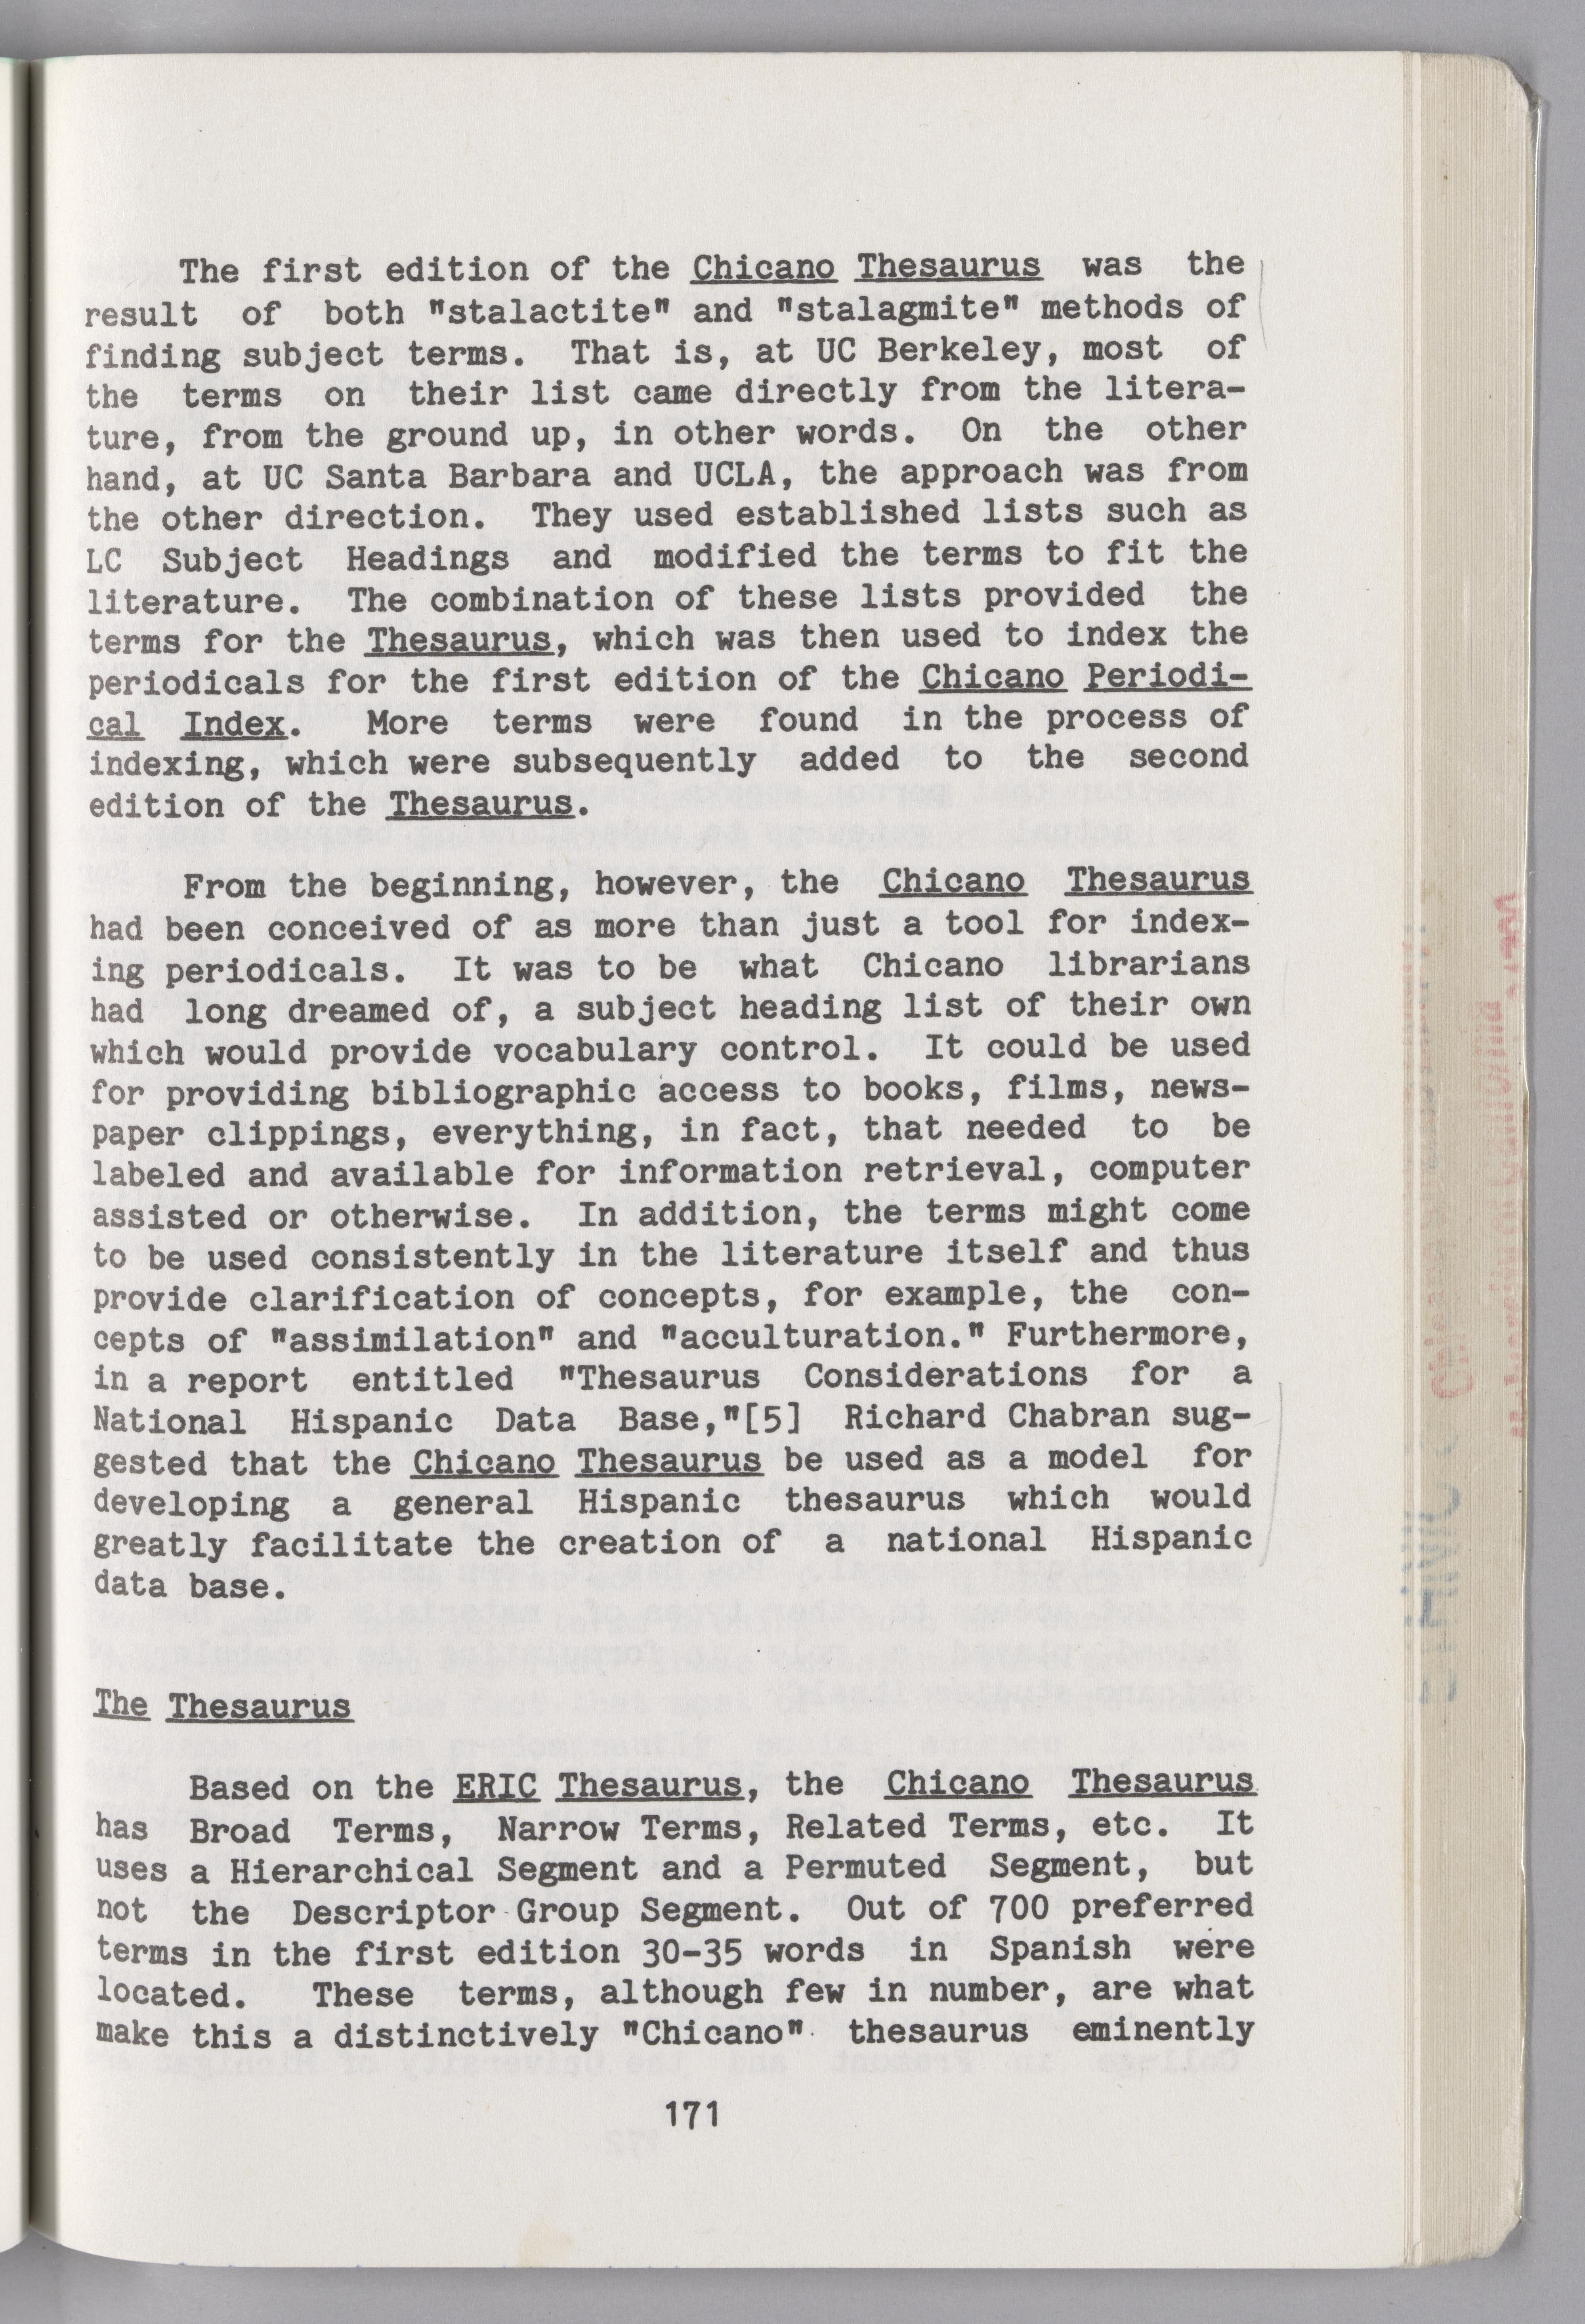 The first edition of the Chicano Thesaurus was the
result of both "stalactite" and "stalagmite" methods of
finding subject terms. That is, at UC Berkeley, most of
the terms on their list came directly from the litera-
ture, from the ground up, in other words. On the other
hand, at UC Santa Barbara and UCLA, the approach was from
the other direction. They used established lists such as
LC Subject Headings and modified the terms to fit the
literature. The combination of these lists provided the
terms for the Thesaurus, which was then used to index the
periodicals for the first edition of the Chicano Periodi-
cal Index. More terms were found in the process of
indexing, which were subsequently added to the second
edition of the Thesaurus.
From the beginning, however, the Chicano Thesaurus
had been conceived of as more than just a tool for index-
ing periodicals. It was to be what Chicano librarians
had long dreamed of, a subject heading list of their own
which would provide vocabulary control. It could be used
for providing bibliographic access to books, films, news-
paper clippings, everything, in fact, that needed to be
labeled and available for information retrieval, computer
assisted or otherwise. In addition, the terms might come
to be used consistently in the literature itself and thus
provide clarification of concepts, for example, the con-
cepts of "assimilation" and "acculturation." Furthermore,
in a report entitled "Thesaurus Considerations for a
National Hispanic Data Base,"[5] Richard Chabran sug-
gested that the Chicano Thesaurus be used as a model for
developing a general Hispanic thesaurus which would
greatly facilitate the creation of a national Hispanic
data base.
The Thesaurus
Based on the ERIC Thesaurus, the Chicano Thesaurus
has Broad Terms, Narrow Terms, Related Terms, etc. It
uses a Hierarchical Segment and a Permuted Segment, but
not the Descriptor Group Segment. Out of 700 preferred
terms in the first edition 30-35 words in Spanish were
located. These terms, although few in number, are what
make this a distinctively "Chicano" thesaurus eminently
171